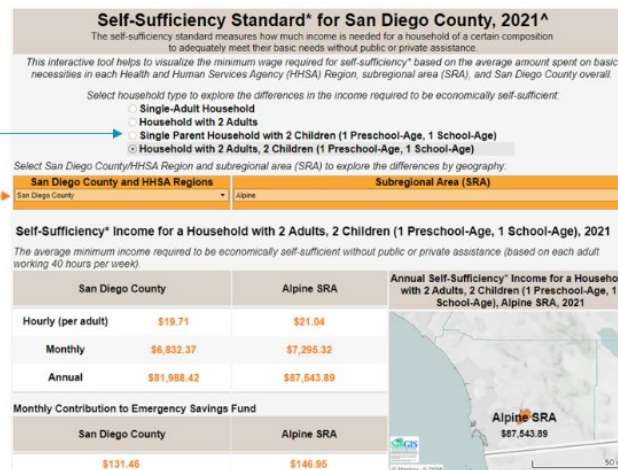 Self-Sufficiency Standard* for San Diego County, 2021^
The self-sufficiency standard measures how much income is needed for a household of a certain composition
to adequately meet their basic needs without public or private assistance.
This interactive tool helps to visualize the minimum wage required for self-sufficiency* based on the average amount spent on basic
necessities in each Health and Human Services Agency (HHSA) Region, subregional area (SRA), and San Diego County overall.
Select household type to explore the differences in the income required to be economically self-sufficient:
Single-Adult Household
Household with 2 Adults
Single Parent Household with 2 Children (1 Preschool-Age, 1 School-Age)
Household with 2 Adults, 2 Children (1 Preschool-Age, 1 School-Age)
Select San Diego County/HHSA Region and subregional area (SRA) to explore the differences by geography:
San Diego County and HHSA Regions
Subregional Area (SRA)
San Diego County
Alpine
Self-Sufficiency* Income for a Household with 2 Adults, 2 Children (1 Preschool-Age, 1 School-Age), 2021
The average minimum income required to be economically self-sufficient without public or private assistance (based on each adult
working 40 hours per week).
San Diego County Alpine SRA
Hourly (per adult) $19.71 $21.04
Monthly $6,832.37 $7,295.32
Annual $81,988.42 $87,543.89
Annual Self-Sufficiency* Income for a Househo
with 2 Adults, 2 Children (1 Preschool-Age, 1
School-Age), Alpine SRA, 2021
Alpine SRA
$87,543.89
Monthly Contribution to Emergency Savings Fund
San Diego County Alpine SRA
$131.46 $146.95
SanGIS
© Mapbox © OSM
50